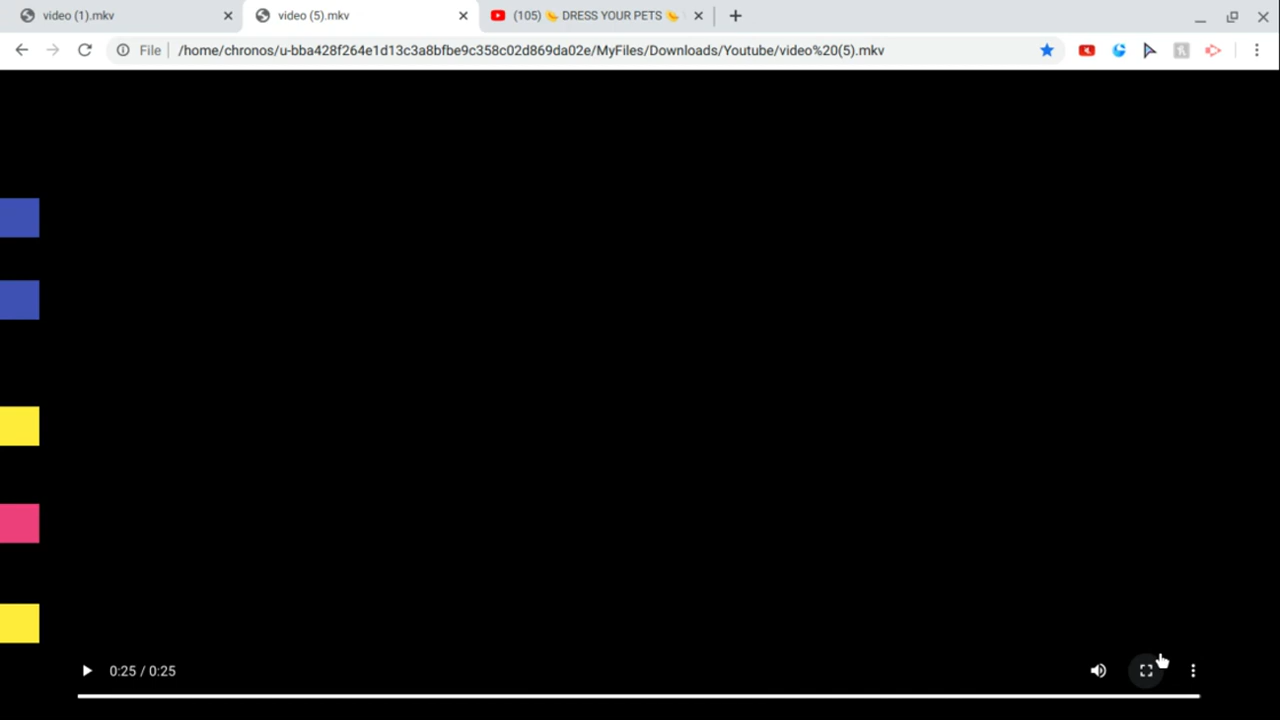 video (1).mkv
video (5).mkv
(105) 🌭 DRESS YOUR PETS 🌭
File
/home/chronos/u-bba428f264e1d13c3a8bfbe9c358c02d869da02e/MyFiles/Downloads/Youtube/video%20(5).mkv
0:25 / 0:25